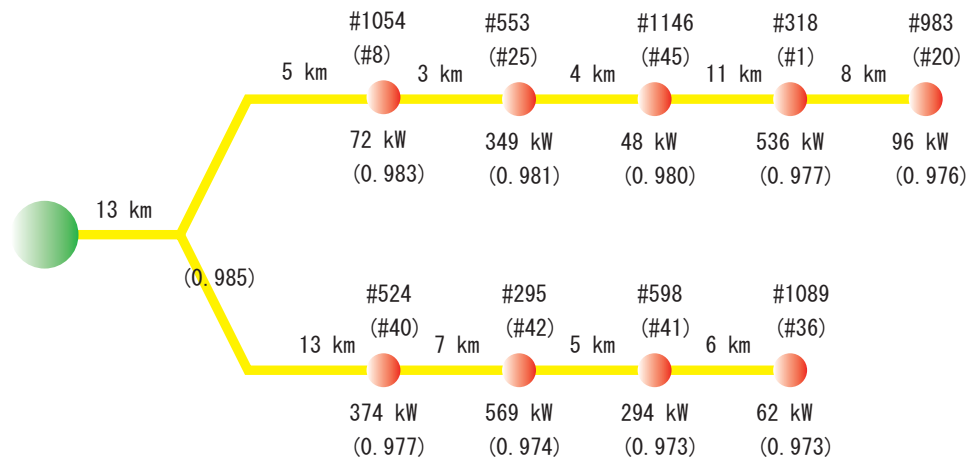 #1054 #553 #1146 #318 #983
(#8) (#25) (#45) (#1) (#20)
5 km 3 km 4 km 11 km 8 km
72 kW 349 kW 48 kW 536 kW 96 kW
(0.983) (0.981) (0.980) (0.977) (0.976)
13 km
(0.985)
#524 #295 #598 #1089
(#40) (#42) (#41) (#36)
13 km 7 km 5 km 6 km
374 kW 569 kW 294 kW 62 kW
(0.977) (0.974) (0.973) (0.973)